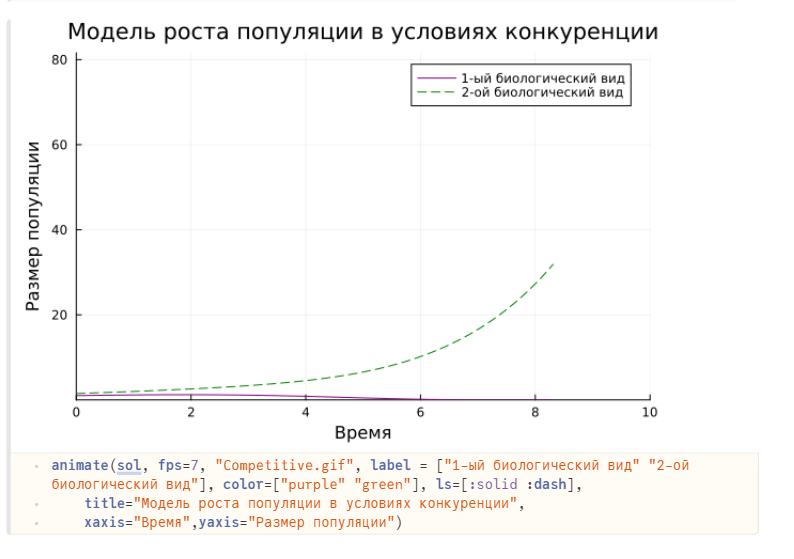 Модель роста популяции в условиях конкуренции
80
1-ый биологический вид
2-ой биологический вид
60
Размер популяции
40
20
0 2 4 6 8 10
Время
animate(sol, fps=7, "Competitive.gif", label = ["1-ый биологический вид" "2-ой
биологический вид"], color=["purple" "green"], ls=[:solid :dash],
title="Модель роста популяции в условиях конкуренции",
xaxis="Время",yaxis="Размер популяции")